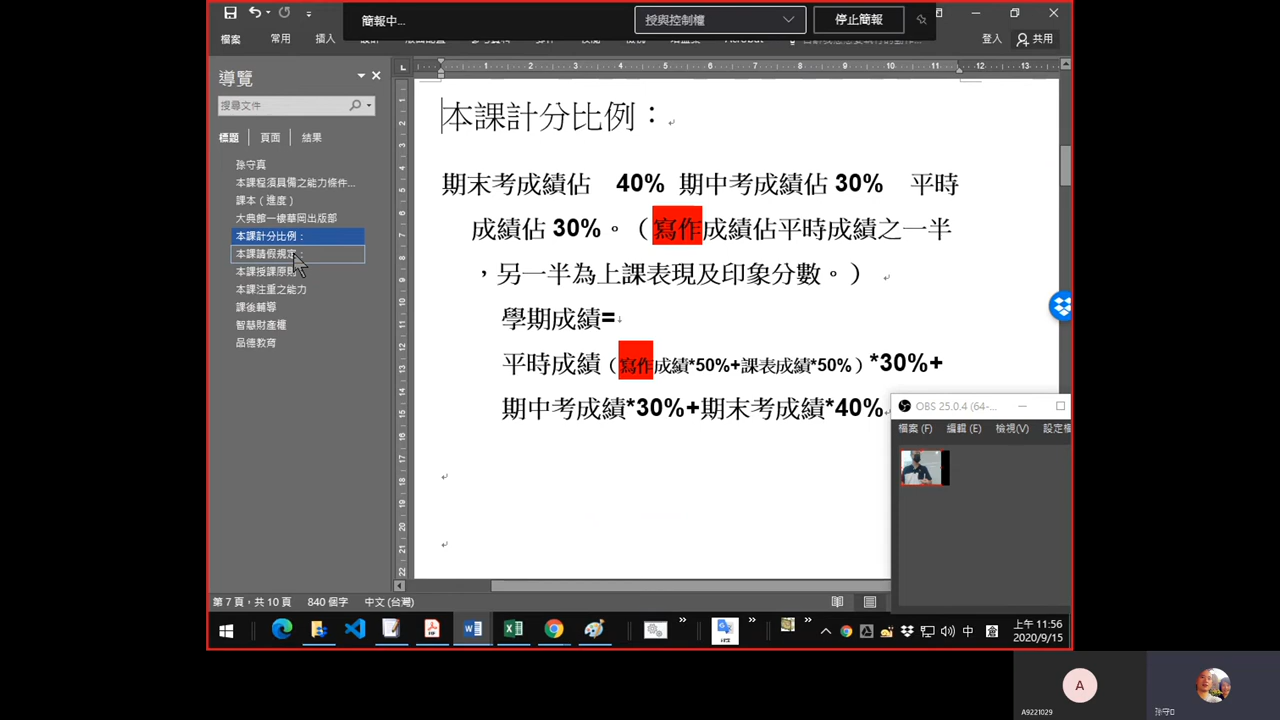 簡報中...
授與控制權
停止簡報
檔案
常用
插入
登入
共用
導覽
搜尋文件
標題
頁面
結果
孫守真
本課程須具備之能力條件...
課本（進度）
大典館一樓華岡出版部
本課計分比例：
本課請假規定：
本課授課原則
本課注重之能力
課後輔導
智慧財產權
品德教育
本課計分比例：
期末考成績佔 40% 期中考成績佔 30% 平時
成績佔 30%。（寫作成績佔平時成績之一半
，另一半為上課表現及印象分數。）
學期成績=
平時成績（寫作成績*50%+課表成績*50%）*30%+
期中考成績*30%+期末考成績*40%
OBS 25.0.4 (64-...
檔案 (F)
編輯 (E)
檢視(V)
第 7 頁，共 10 頁
840 個字
中文 (台灣)
中
上午 11:56
2020/9/15
A
A9221029